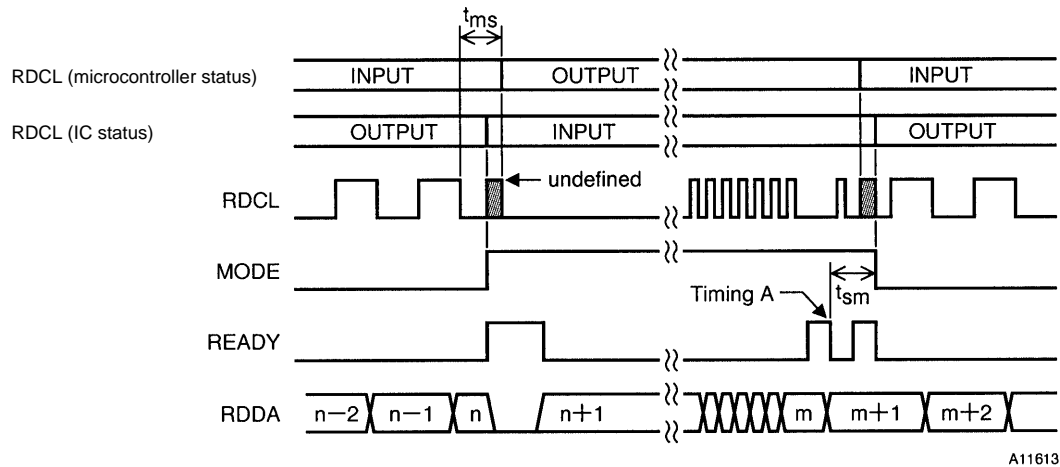 tms
RDCL (microcontroller status) INPUT OUTPUT INPUT
RDCL (IC status) OUTPUT INPUT OUTPUT
RDCL undefined
MODE
Timing A tsm
READY
RDDA n−2 n−1 n n+1 m m+1 m+2
A11613